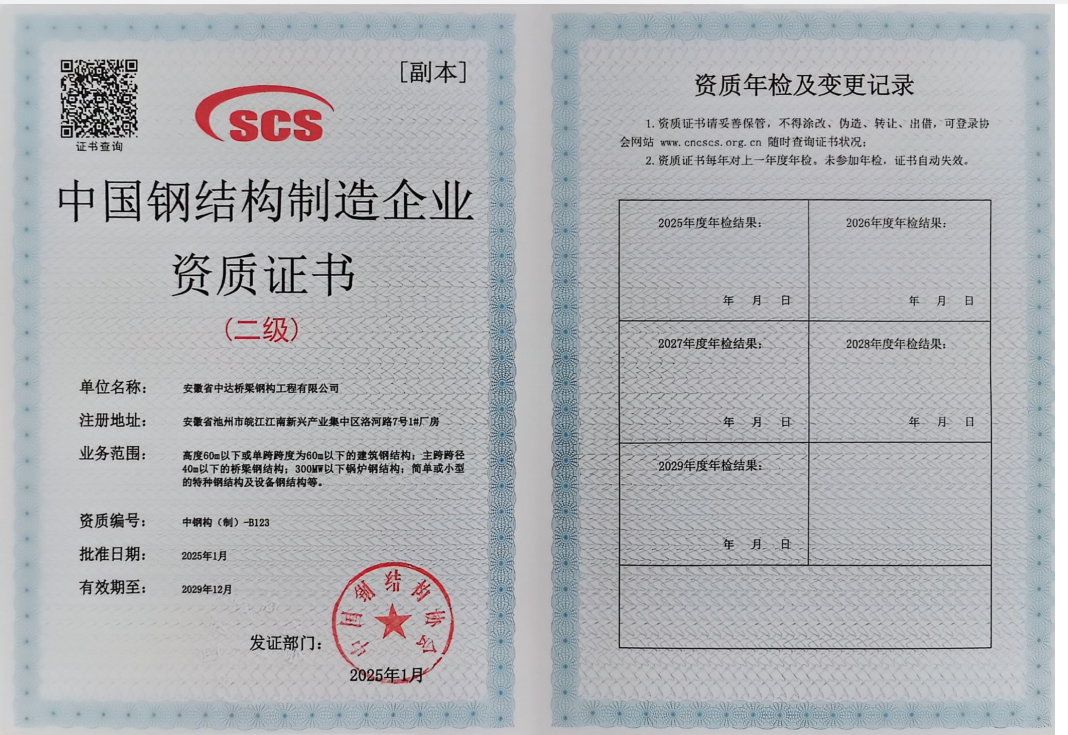 [副本]
证书查询
SCS
中国钢结构制造企业
资质证书
(二级)
单位名称：
安徽省中达桥梁钢构工程有限公司
注册地址：
安徽省池州市皖江江南新兴产业集中区洛河路7号1#厂房
业务范围：
高度60m以下或单跨跨度为60m以下的建筑钢结构；主跨跨径
40m以下的桥梁钢结构；300MW以下锅炉钢结构；简单或小型
的特种钢结构及设备钢结构等。
资质编号：
中钢构（制）-B123
批准日期：
2025年1月
有效期至：
2029年12月
发证部门：
中国钢结构协会
2025年1月
资质年检及变更记录
1.资质证书请妥善保管，不得涂改、伪造、转让、出借，可登录协
会网站 www.cncscs.org.cn 随时查询证书状况；
2.资质证书每年对上一年度年检。未参加年检，证书自动失效。
2025年度年检结果：
年 月 日
2026年度年检结果：
年 月 日
2027年度年检结果：
年 月 日
2028年度年检结果：
年 月 日
2029年度年检结果：
年 月 日